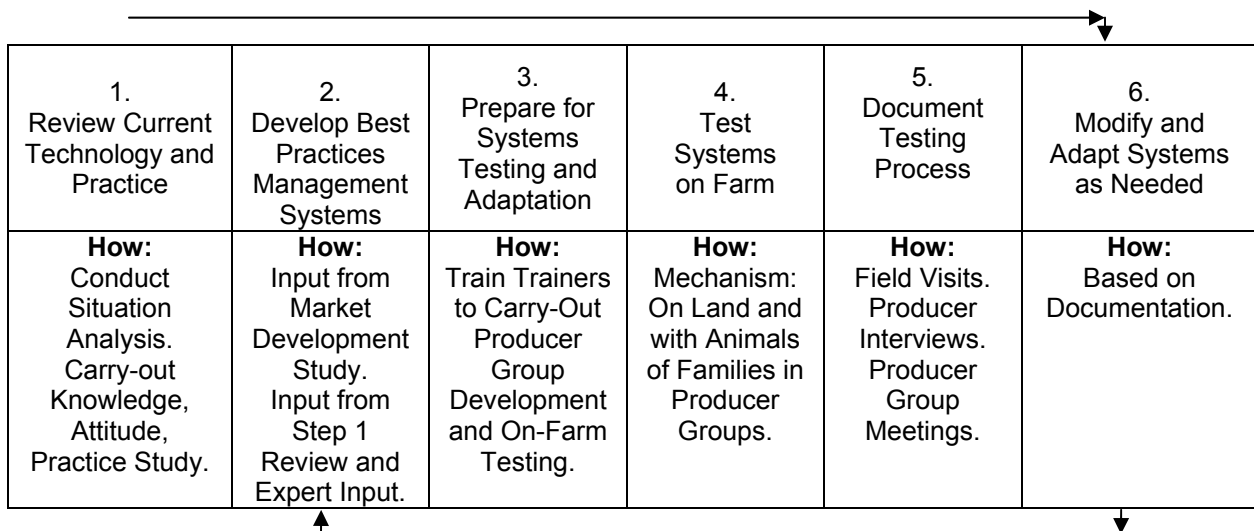 1.
Review Current
Technology and
Practice
2.
Develop Best
Practices
Management
Systems
3.
Prepare for
Systems
Testing and
Adaptation
4.
Test
Systems
on Farm
5.
Document
Testing
Process
6.
Modify and
Adapt Systems
as Needed
How:
Conduct
Situation
Analysis.
Carry-out
Knowledge,
Attitude,
Practice Study.
How:
Input from
Market
Development
Study.
Input from
Step 1
Review and
Expert Input.
How:
Train Trainers
to Carry-Out
Producer
Group
Development
and On-Farm
Testing.
How:
Mechanism:
On Land and
with Animals
of Families in
Producer
Groups.
How:
Field Visits.
Producer
Interviews.
Producer
Group
Meetings.
How:
Based on
Documentation.